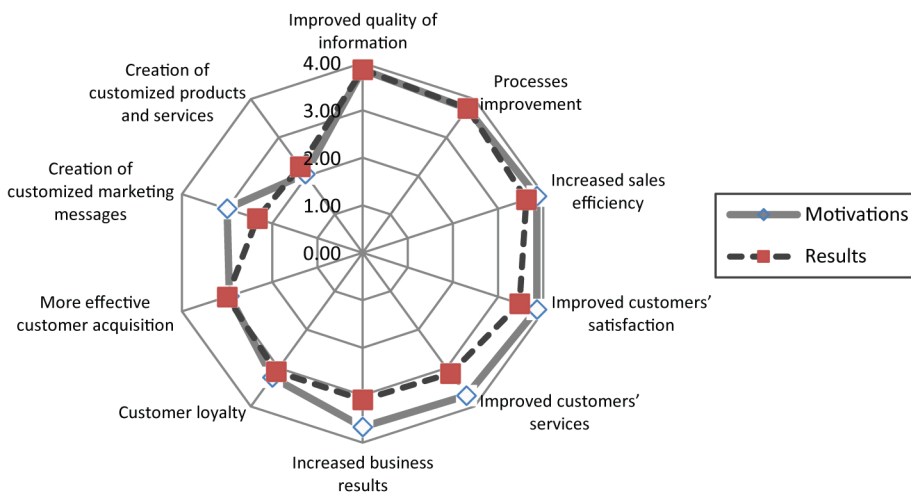 Improved quality of
information
Processes
improvement
Increased sales
efficiency
Improved customers’
satisfaction
Improved customers’
services
Increased business
results
Customer loyalty
More effective
customer acquisition
Creation of
customized marketing
messages
Creation of
customized products
and services
4.00
3.00
2.00
1.00
0.00
Motivations
Results